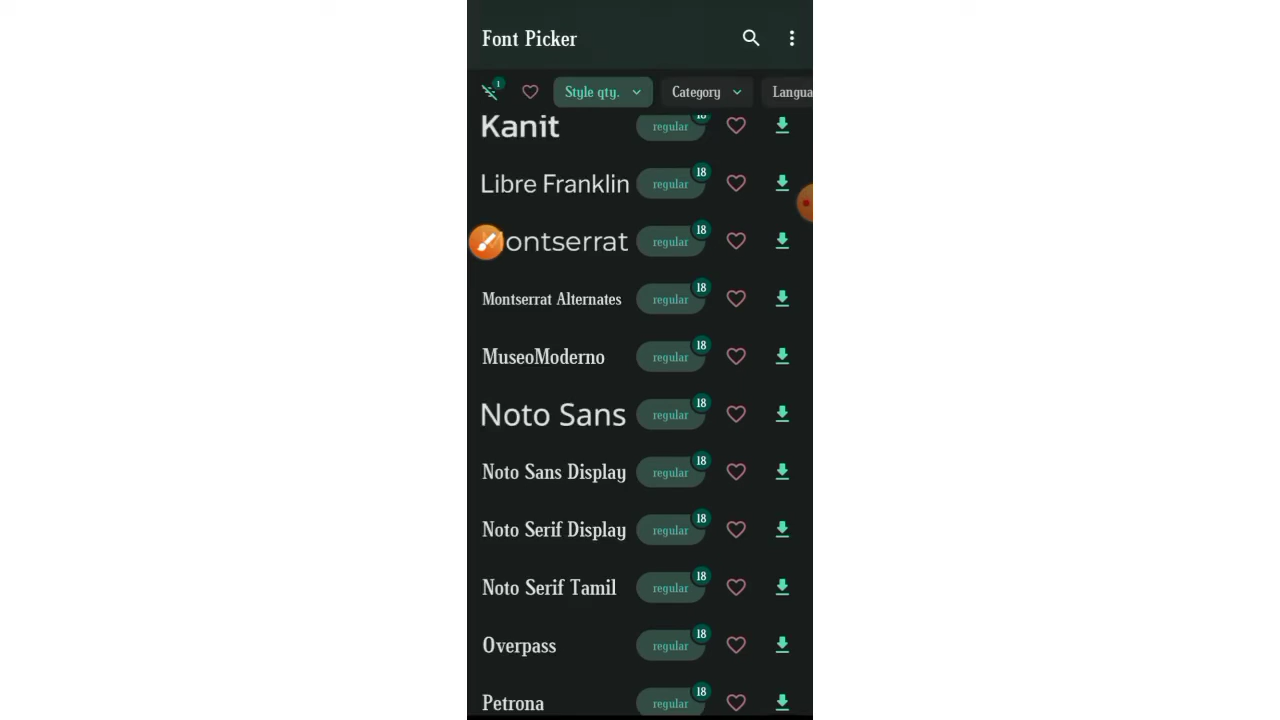 Font Picker
1
Style qty.
Category
Langua
Kanit regular 18
Libre Franklin regular 18
ontserrat regular 18
Montserrat Alternates regular 18
MuseoModerno regular 18
Noto Sans regular 18
Noto Sans Display regular 18
Noto Serif Display regular 18
Noto Serif Tamil regular 18
Overpass regular 18
Petrona regular 18